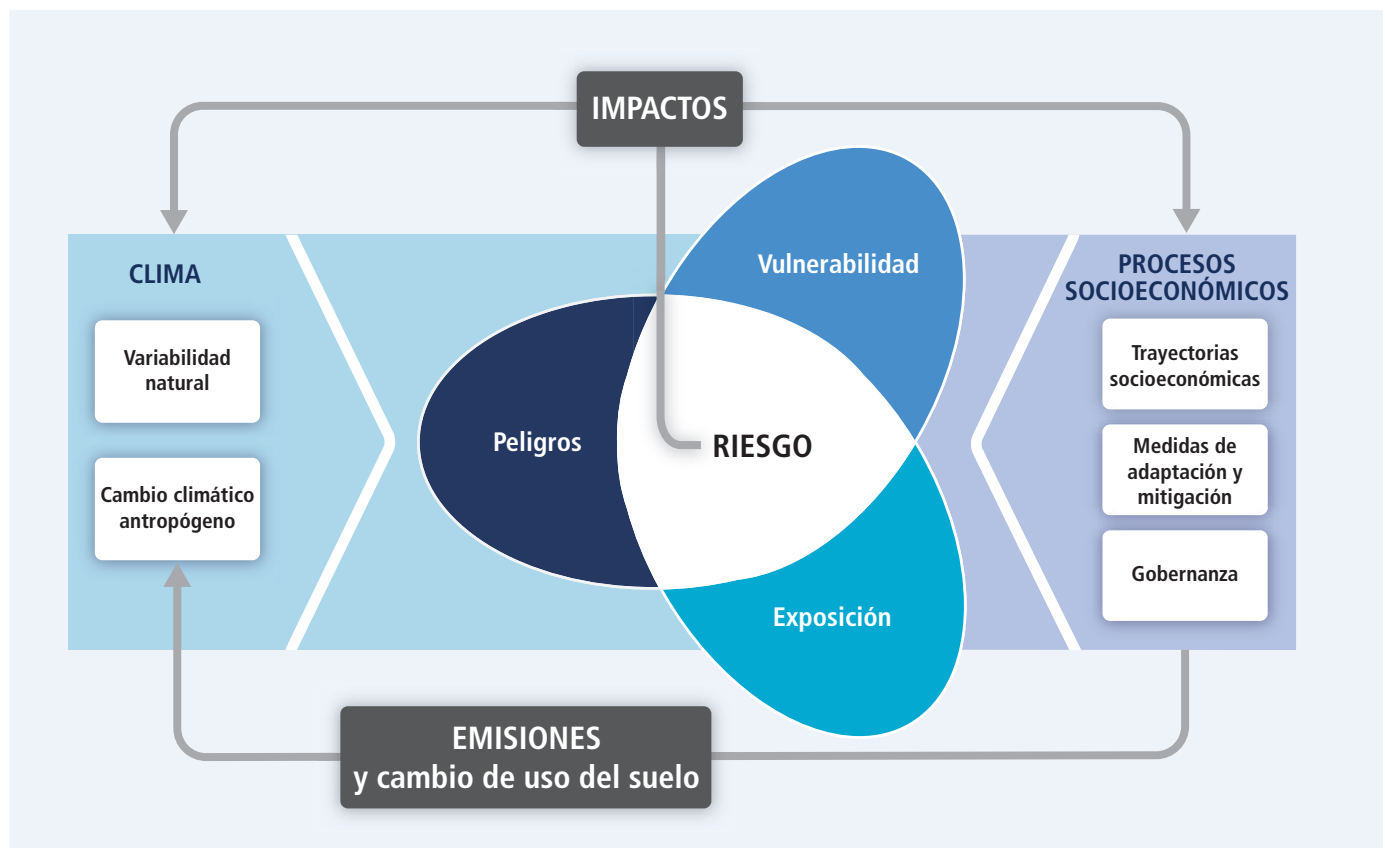 IMPACTOS
CLIMA
Variabilidad
natural
Cambio climático
antropógeno
Peligros
Vulnerabilidad
RIESGO
Exposición
PROCESOS
SOCIOECONÓMICOS
Trayectorias
socioeconómicas
Medidas de
adaptación y
mitigación
Gobernanza
EMISIONES
y cambio de uso del suelo